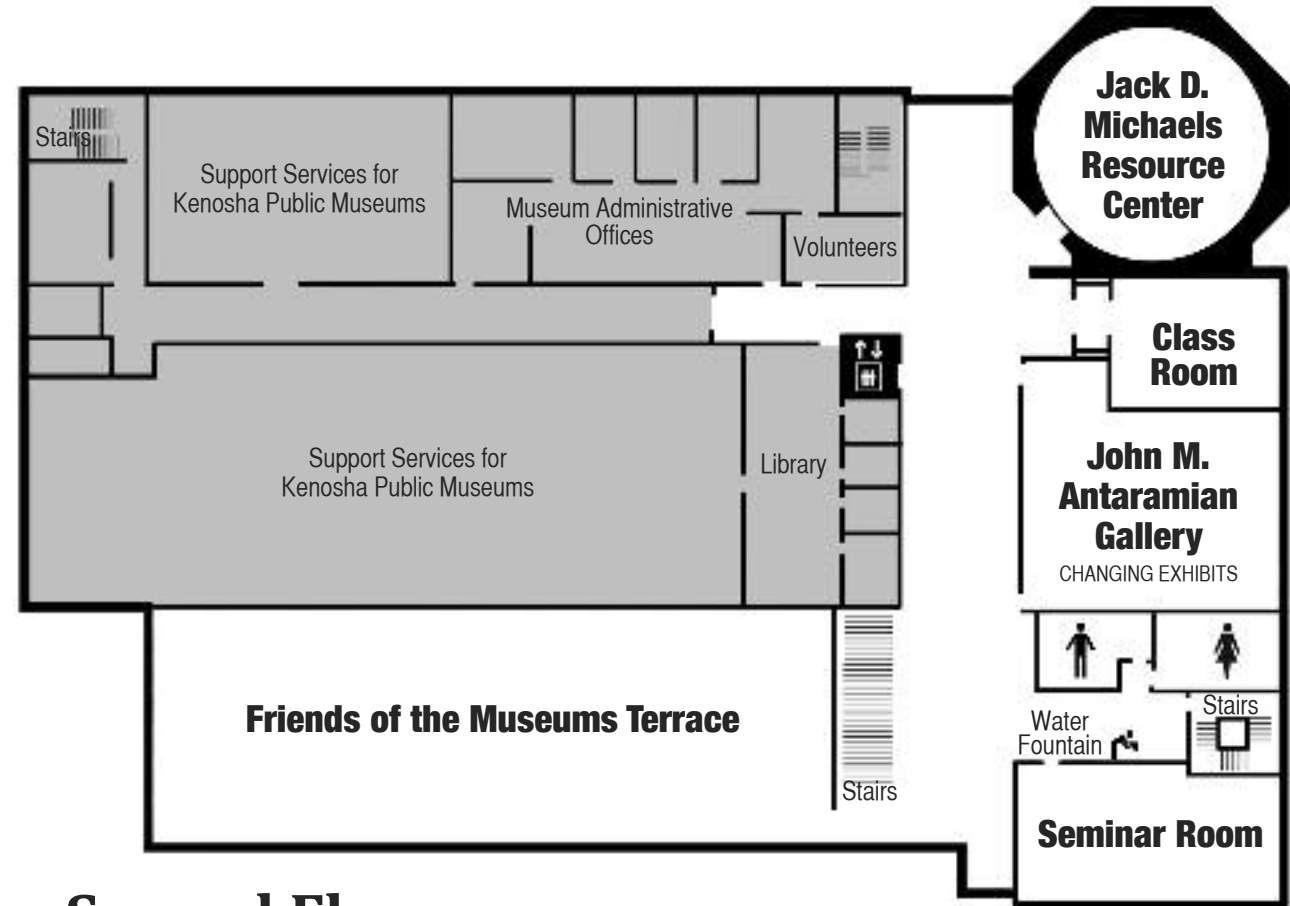 Jack D.
Michaels
Resource
Center
Stairs
Support Services for
Kenosha Public Museums
Museum Administrative
Offices
Volunteers
Class
Room
Support Services for
Kenosha Public Museums
Library
John M.
Antaramian
Gallery
CHANGING EXHIBITS
Friends of the Museums Terrace
Stairs
Water
Fountain
Stairs
Seminar Room